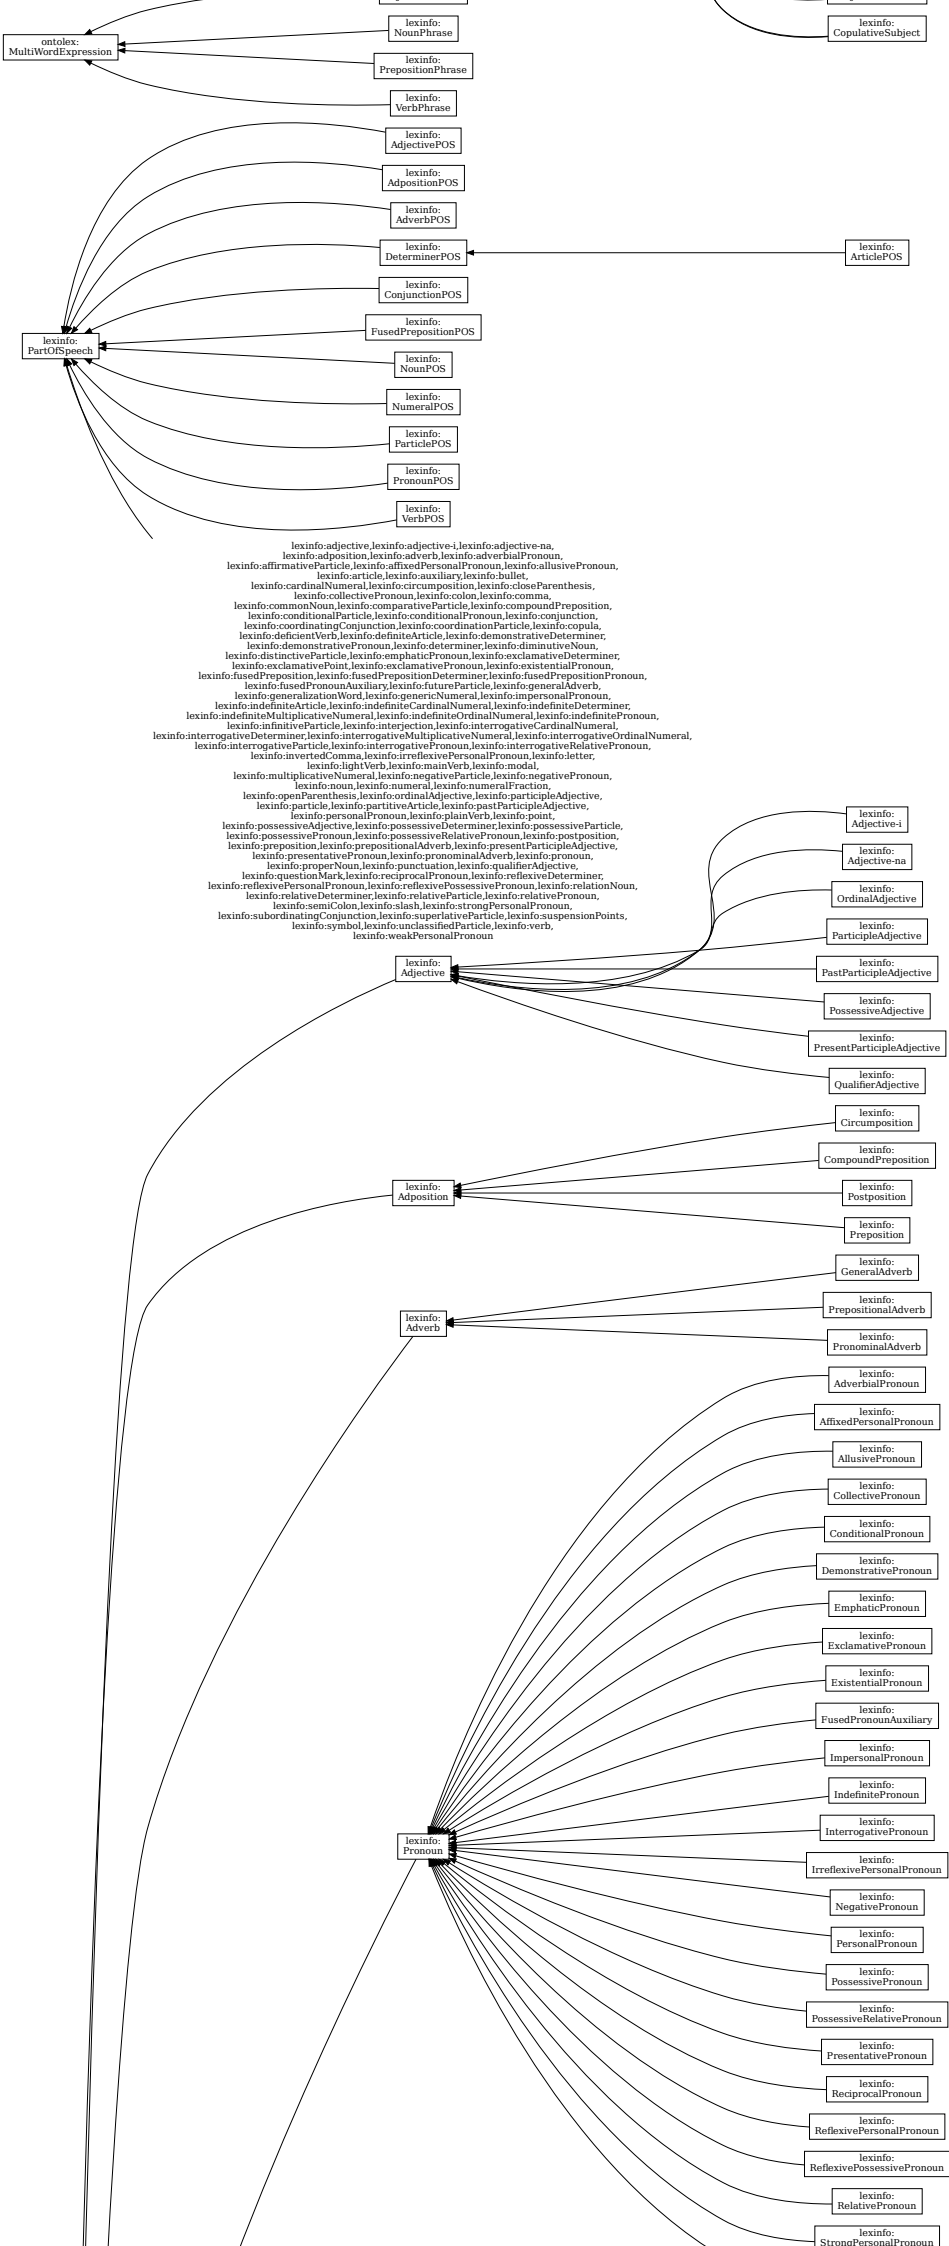 lexinfo:
CopulativeSubject
lexinfo:
NounPhrase
ontolex:
MultiWordExpression
lexinfo:
PrepositionPhrase
lexinfo:
VerbPhrase
lexinfo:
AdjectivePOS
lexinfo:
AdpositionPOS
lexinfo:
AdverbPOS
lexinfo:
DeterminerPOS
lexinfo:
ArticlePOS
lexinfo:
ConjunctionPOS
lexinfo:
FusedPrepositionPOS
lexinfo:
PartOfSpeech
lexinfo:
NounPOS
lexinfo:
NumeralPOS
lexinfo:
ParticlePOS
lexinfo:
PronounPOS
lexinfo:
VerbPOS
lexinfo:adjective,lexinfo:adjective-i,lexinfo:adjective-na,
lexinfo:adposition,lexinfo:adverb,lexinfo:adverbialPronoun,
lexinfo:affirmativeParticle,lexinfo:affixedPersonalPronoun,lexinfo:allusivePronoun,
lexinfo:article,lexinfo:auxiliary,lexinfo:bullet,
lexinfo:cardinalNumeral,lexinfo:circumposition,lexinfo:closeParenthesis,
lexinfo:collectivePronoun,lexinfo:colon,lexinfo:comma,
lexinfo:commonNoun,lexinfo:comparativeParticle,lexinfo:compoundPreposition,
lexinfo:conditionalParticle,lexinfo:conditionalPronoun,lexinfo:conjunction,
lexinfo:coordinatingConjunction,lexinfo:coordinationParticle,lexinfo:copula,
lexinfo:deficientVerb,lexinfo:definiteArticle,lexinfo:demonstrativeDeterminer,
lexinfo:demonstrativePronoun,lexinfo:determiner,lexinfo:diminutiveNoun,
lexinfo:distinctiveParticle,lexinfo:emphaticPronoun,lexinfo:exclamativeDeterminer,
lexinfo:exclamativePoint,lexinfo:exclamativePronoun,lexinfo:existentialPronoun,
lexinfo:fusedPreposition,lexinfo:fusedPrepositionDeterminer,lexinfo:fusedPrepositionPronoun,
lexinfo:fusedPronounAuxiliary,lexinfo:futureParticle,lexinfo:generalAdverb,
lexinfo:generalizationWord,lexinfo:genericNumeral,lexinfo:impersonalPronoun,
lexinfo:indefiniteArticle,lexinfo:indefiniteCardinalNumeral,lexinfo:indefiniteDeterminer,
lexinfo:indefiniteMultiplicativeNumeral,lexinfo:indefiniteOrdinalNumeral,lexinfo:indefinitePronoun,
lexinfo:infinitiveParticle,lexinfo:interjection,lexinfo:interrogativeCardinalNumeral,
lexinfo:interrogativeDeterminer,lexinfo:interrogativeMultiplicativeNumeral,lexinfo:interrogativeOrdinalNumeral,
lexinfo:interrogativeParticle,lexinfo:interrogativePronoun,lexinfo:interrogativeRelativePronoun,
lexinfo:invertedComma,lexinfo:irreflexivePersonalPronoun,lexinfo:letter,
lexinfo:lightVerb,lexinfo:mainVerb,lexinfo:modal,
lexinfo:multiplicativeNumeral,lexinfo:negativeParticle,lexinfo:negativePronoun,
lexinfo:noun,lexinfo:numeral,lexinfo:numeralFraction,
lexinfo:openParenthesis,lexinfo:ordinalAdjective,lexinfo:participleAdjective,
lexinfo:particle,lexinfo:partitiveArticle,lexinfo:pastParticipleAdjective,
lexinfo:personalPronoun,lexinfo:plainVerb,lexinfo:point,
lexinfo:possessiveAdjective,lexinfo:possessiveDeterminer,lexinfo:possessiveParticle,
lexinfo:possessivePronoun,lexinfo:possessiveRelativePronoun,lexinfo:postposition,
lexinfo:preposition,lexinfo:prepositionalAdverb,lexinfo:presentParticipleAdjective,
lexinfo:presentativePronoun,lexinfo:pronominalAdverb,lexinfo:pronoun,
lexinfo:properNoun,lexinfo:punctuation,lexinfo:qualifierAdjective,
lexinfo:questionMark,lexinfo:reciprocalPronoun,lexinfo:reflexiveDeterminer,
lexinfo:reflexivePersonalPronoun,lexinfo:reflexivePossessivePronoun,lexinfo:relationNoun,
lexinfo:relativeDeterminer,lexinfo:relativeParticle,lexinfo:relativePronoun,
lexinfo:semiColon,lexinfo:slash,lexinfo:strongPersonalPronoun,
lexinfo:subordinatingConjunction,lexinfo:superlativeParticle,lexinfo:suspensionPoints,
lexinfo:symbol,lexinfo:unclassifiedParticle,lexinfo:verb,
lexinfo:weakPersonalPronoun
lexinfo:
Adjective-i
lexinfo:
Adjective-na
lexinfo:
OrdinalAdjective
lexinfo:
ParticipleAdjective
lexinfo:
Adjective
lexinfo:
PastParticipleAdjective
lexinfo:
PossessiveAdjective
lexinfo:
PresentParticipleAdjective
lexinfo:
QualifierAdjective
lexinfo:
Circumposition
lexinfo:
CompoundPreposition
lexinfo:
Adposition
lexinfo:
Postposition
lexinfo:
Preposition
lexinfo:
GeneralAdverb
lexinfo:
PrepositionalAdverb
lexinfo:
Adverb
lexinfo:
PronominalAdverb
lexinfo:
AdverbialPronoun
lexinfo:
AffixedPersonalPronoun
lexinfo:
AllusivePronoun
lexinfo:
CollectivePronoun
lexinfo:
ConditionalPronoun
lexinfo:
DemonstrativePronoun
lexinfo:
EmphaticPronoun
lexinfo:
ExclamativePronoun
lexinfo:
ExistentialPronoun
lexinfo:
FusedPronounAuxiliary
lexinfo:
ImpersonalPronoun
lexinfo:
IndefinitePronoun
lexinfo:
InterrogativePronoun
lexinfo:
Pronoun
lexinfo:
IrreflexivePersonalPronoun
lexinfo:
NegativePronoun
lexinfo:
PersonalPronoun
lexinfo:
PossessivePronoun
lexinfo:
PossessiveRelativePronoun
lexinfo:
PresentativePronoun
lexinfo:
ReciprocalPronoun
lexinfo:
ReflexivePersonalPronoun
lexinfo:
ReflexivePossessivePronoun
lexinfo:
RelativePronoun
lexinfo:
StrongPersonalPronoun